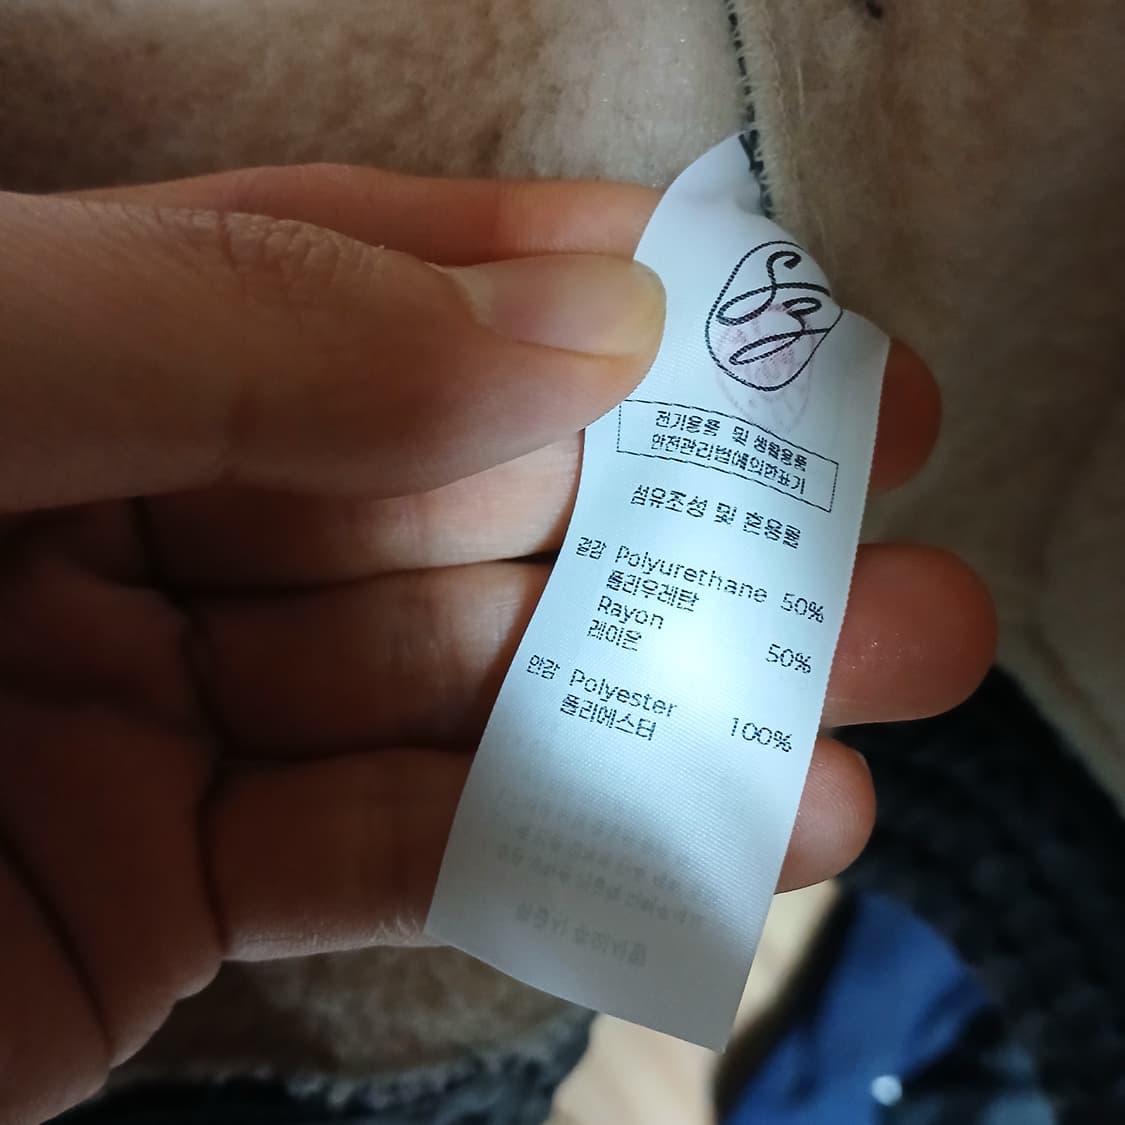 전기용품 및 생활용품
안전관리법에의한표기
섬유조성 및 혼용률
겉감 Polyurethane 50%
폴리우레탄
Rayon
레이온 50%
안감 Polyester
폴리에스터 100%